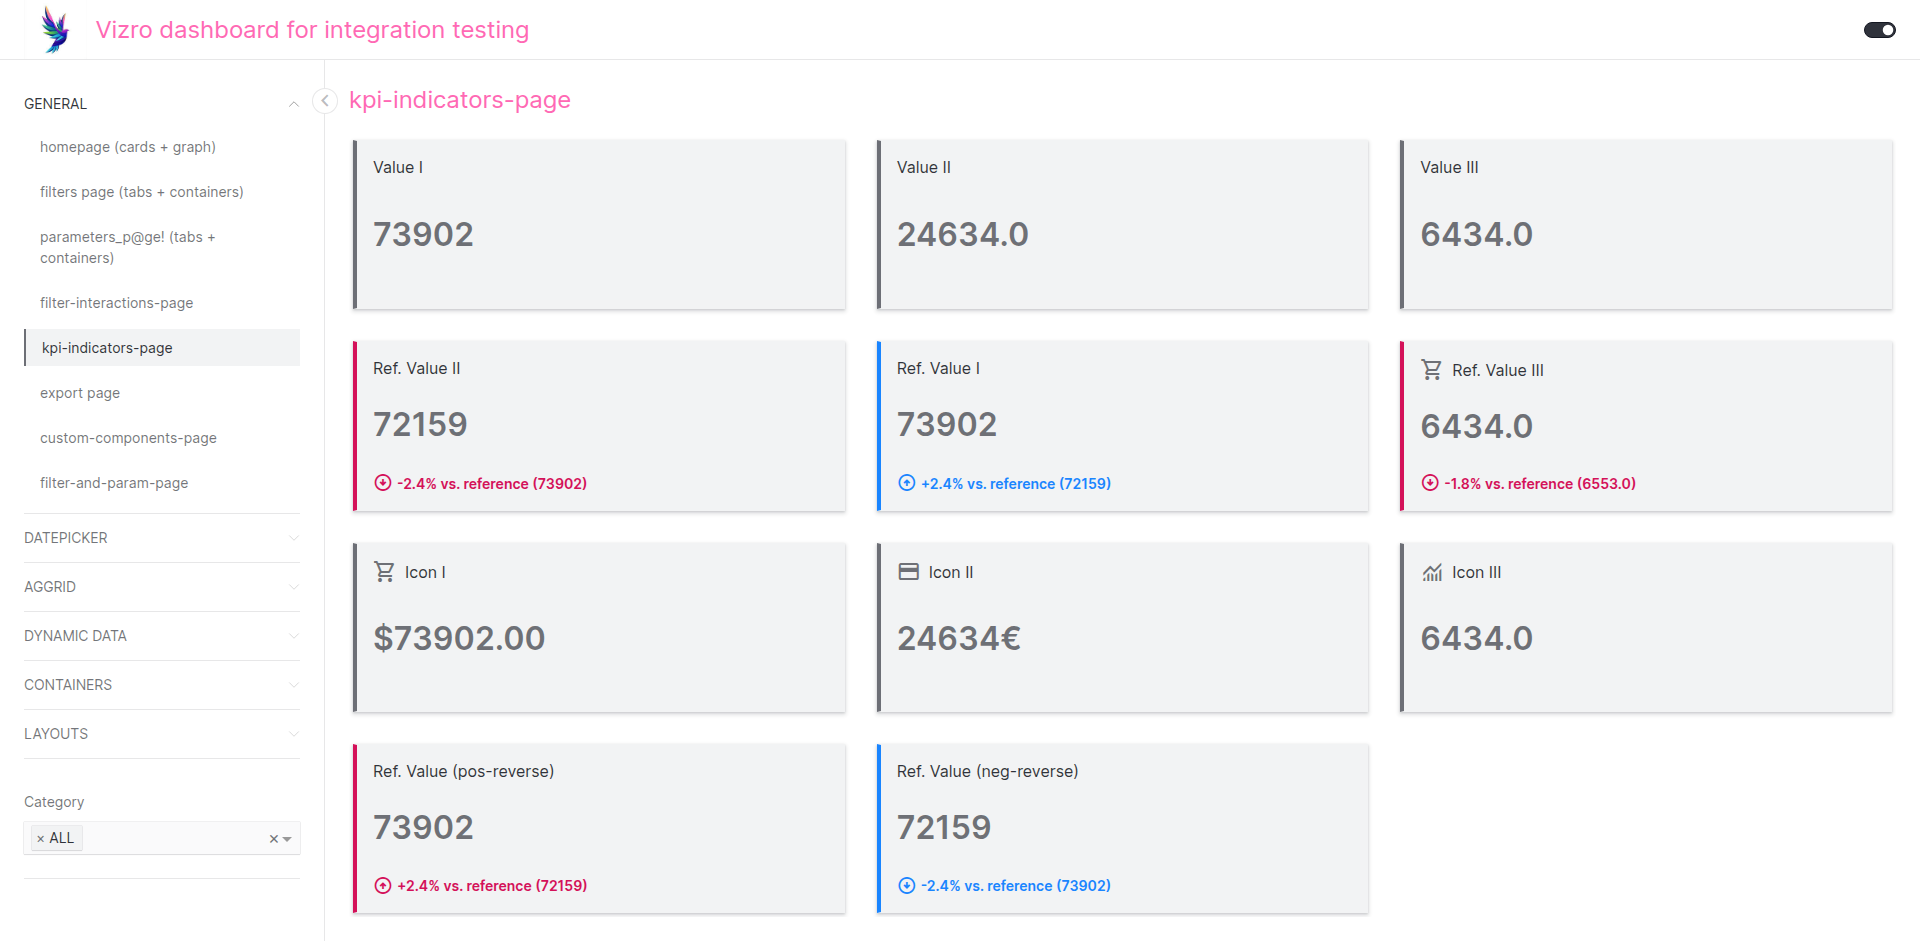 Vizro dashboard for integration testing
GENERAL
homepage (cards + graph)
filters page (tabs + containers)
parameters_p@ge! (tabs +
containers)
filter-interactions-page
kpi-indicators-page
export page
custom-components-page
filter-and-param-page
DATEPICKER
AGGRID
DYNAMIC DATA
CONTAINERS
LAYOUTS
Category
× ALL
kpi-indicators-page
Value I
73902
Value II
24634.0
Value III
6434.0
Ref. Value II
72159
-2.4% vs. reference (73902)
Ref. Value I
73902
+2.4% vs. reference (72159)
Ref. Value III
6434.0
-1.8% vs. reference (6553.0)
Icon I
$73902.00
Icon II
24634€
Icon III
6434.0
Ref. Value (pos-reverse)
73902
+2.4% vs. reference (72159)
Ref. Value (neg-reverse)
72159
-2.4% vs. reference (73902)